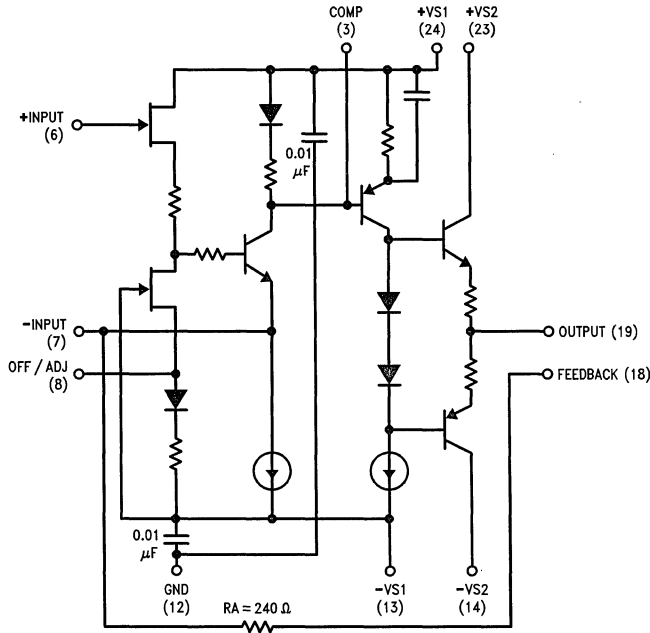 COMP
(3)
+VS1
(24)
+VS2
(23)
+INPUT
(6)
0.01
μF
-INPUT
(7)
OFF/ADJ
(8)
OUTPUT (19)
FEEDBACK (18)
0.01
μF
GND
(12)
RA = 240 Ω
-VS1
(13)
-VS2
(14)